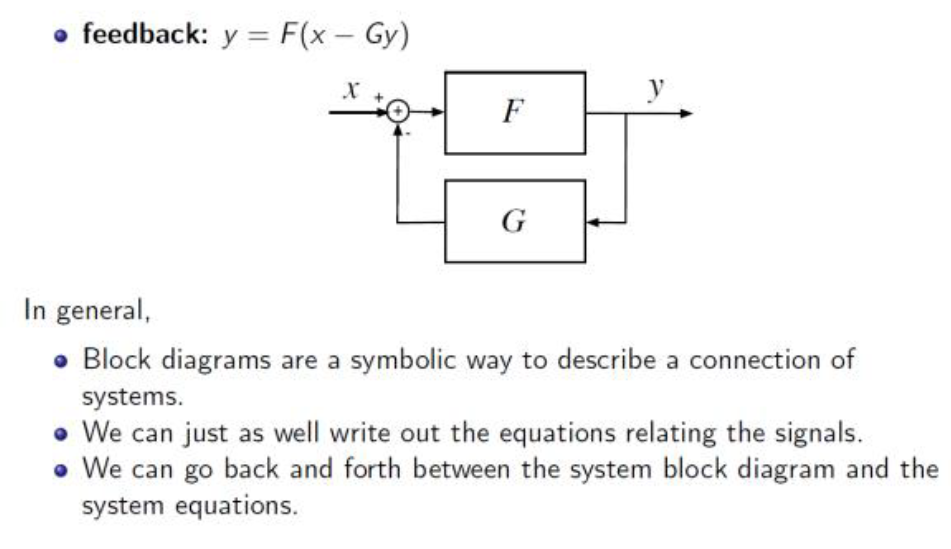 • feedback: y = F(x − Gy)
x + + - F y
G
In general,
• Block diagrams are a symbolic way to describe a connection of
systems.
• We can just as well write out the equations relating the signals.
• We can go back and forth between the system block diagram and the
system equations.